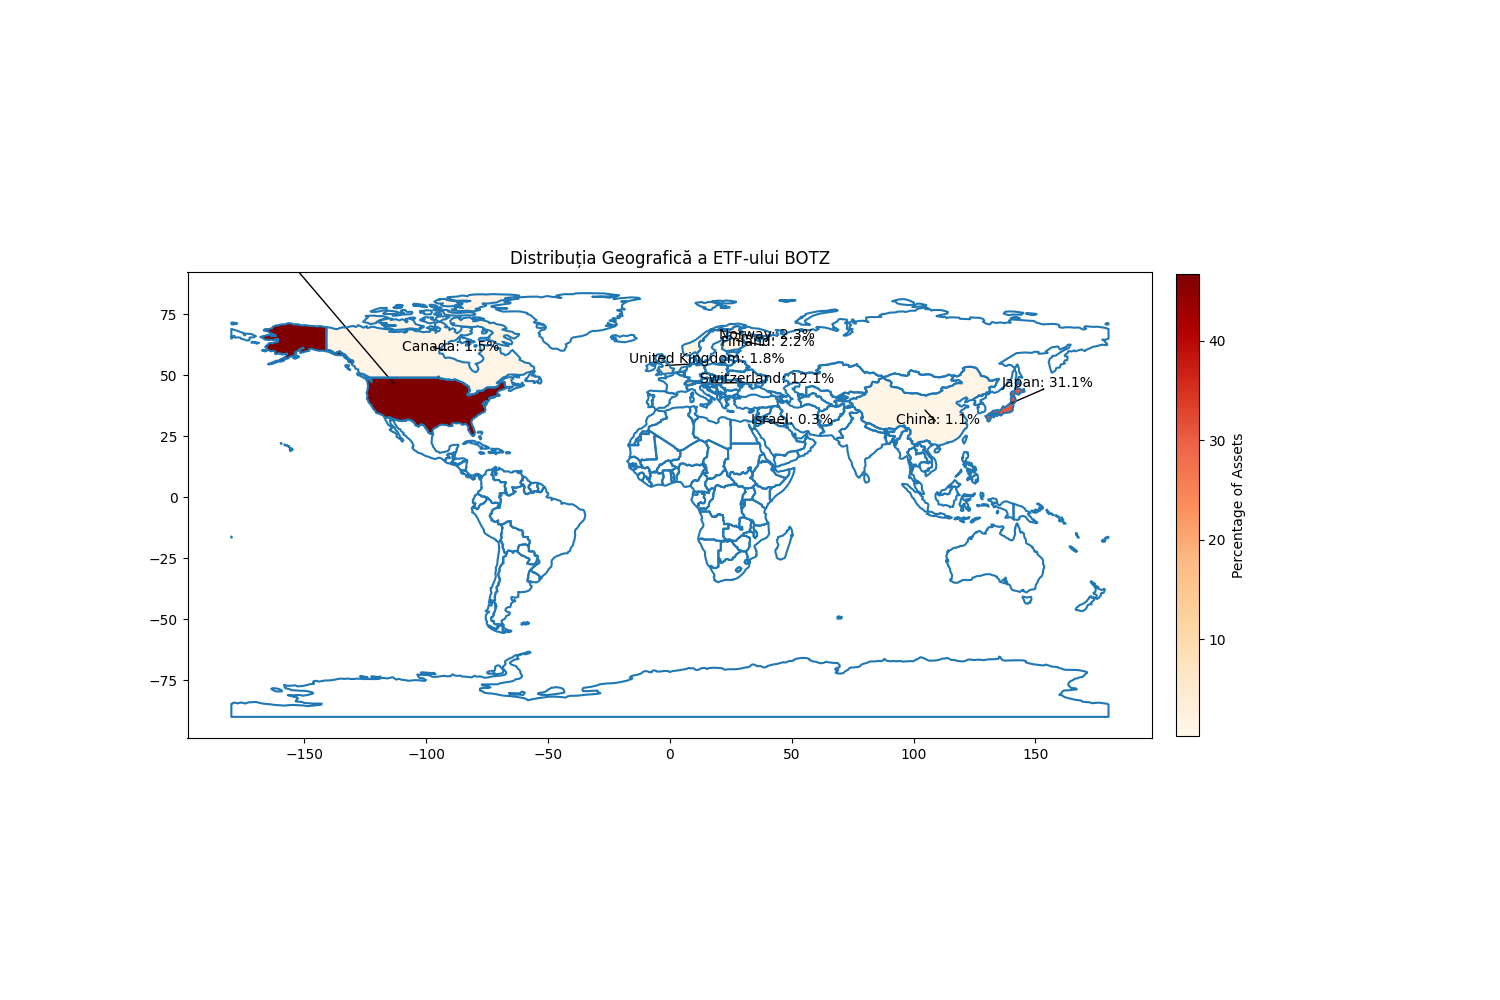 Distribuția Geografică a ETF-ului BOTZ
75
50
25
0
−25
−50
−75
−150
−100
−50
0
50
100
150
Canada: 1.5%
Norway: 2.3%
Finland: 2.2%
United Kingdom: 1.8%
Switzerland: 12.1%
Japan: 31.1%
Israel: 0.3%
China: 1.1%
40
30
20
10
Percentage of Assets